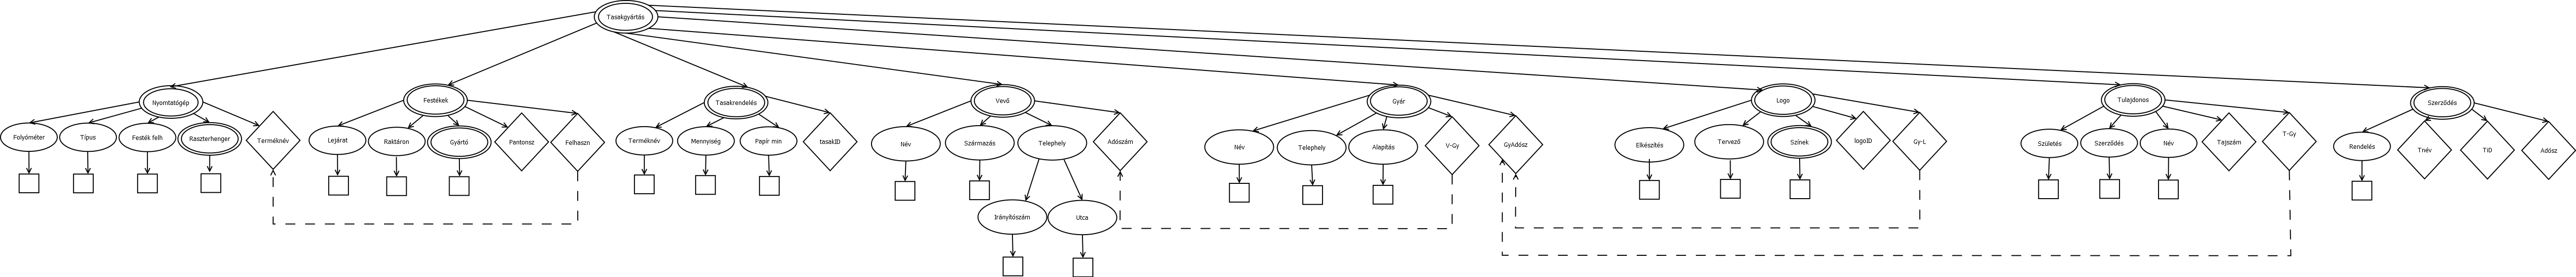 Tasakgyártás
Nyomtatógép
Festékek
Tasakrendelés
Vevő
Gyár
Logo
Tulajdonos
Szerződés
Folyóméter
Típus
Festék felh
Raszterhenger
Terméknév
Lejárat
Raktáron
Gyártó
Pantonsz
Felhaszn
Terméknév
Mennyiség
Papír min
tasakID
Név
Származás
Telephely
Adószám
Név
Telephely
Alapítás
V-Gy
GyAdósz
Elkészítés
Tervező
Színek
logoID
Gy-L
Születés
Szerződés
Név
Tajszám
T-Gy
Rendelés
Tnév
TID
Adósz
Irányítószám
Utca